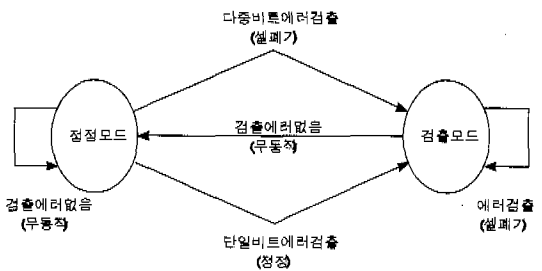 다중비트에러검출
(셀폐기)
정정모드
검출에러없음
(무동작)
검출모드
검출에러없음
(무동작)
에러검출
(셀폐기)
단일비트에러검출
(정정)